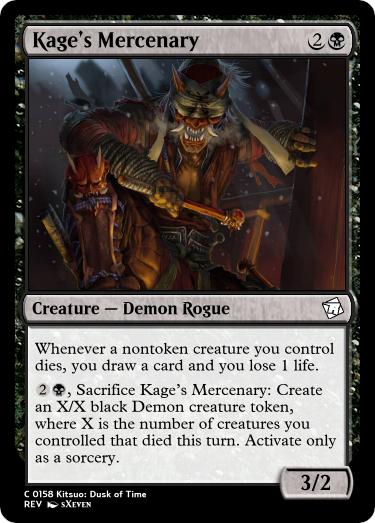 Kage's Mercenary 2
Creature — Demon Rogue
Whenever a nontoken creature you control
dies, you draw a card and you lose 1 life.
2, Sacrifice Kage's Mercenary: Create
an X/X black Demon creature token,
where X is the number of creatures you
controlled that died this turn. Activate only
as a sorcery.
3/2
C 0158 Kitsuo: Dusk of Time
REV sXeven